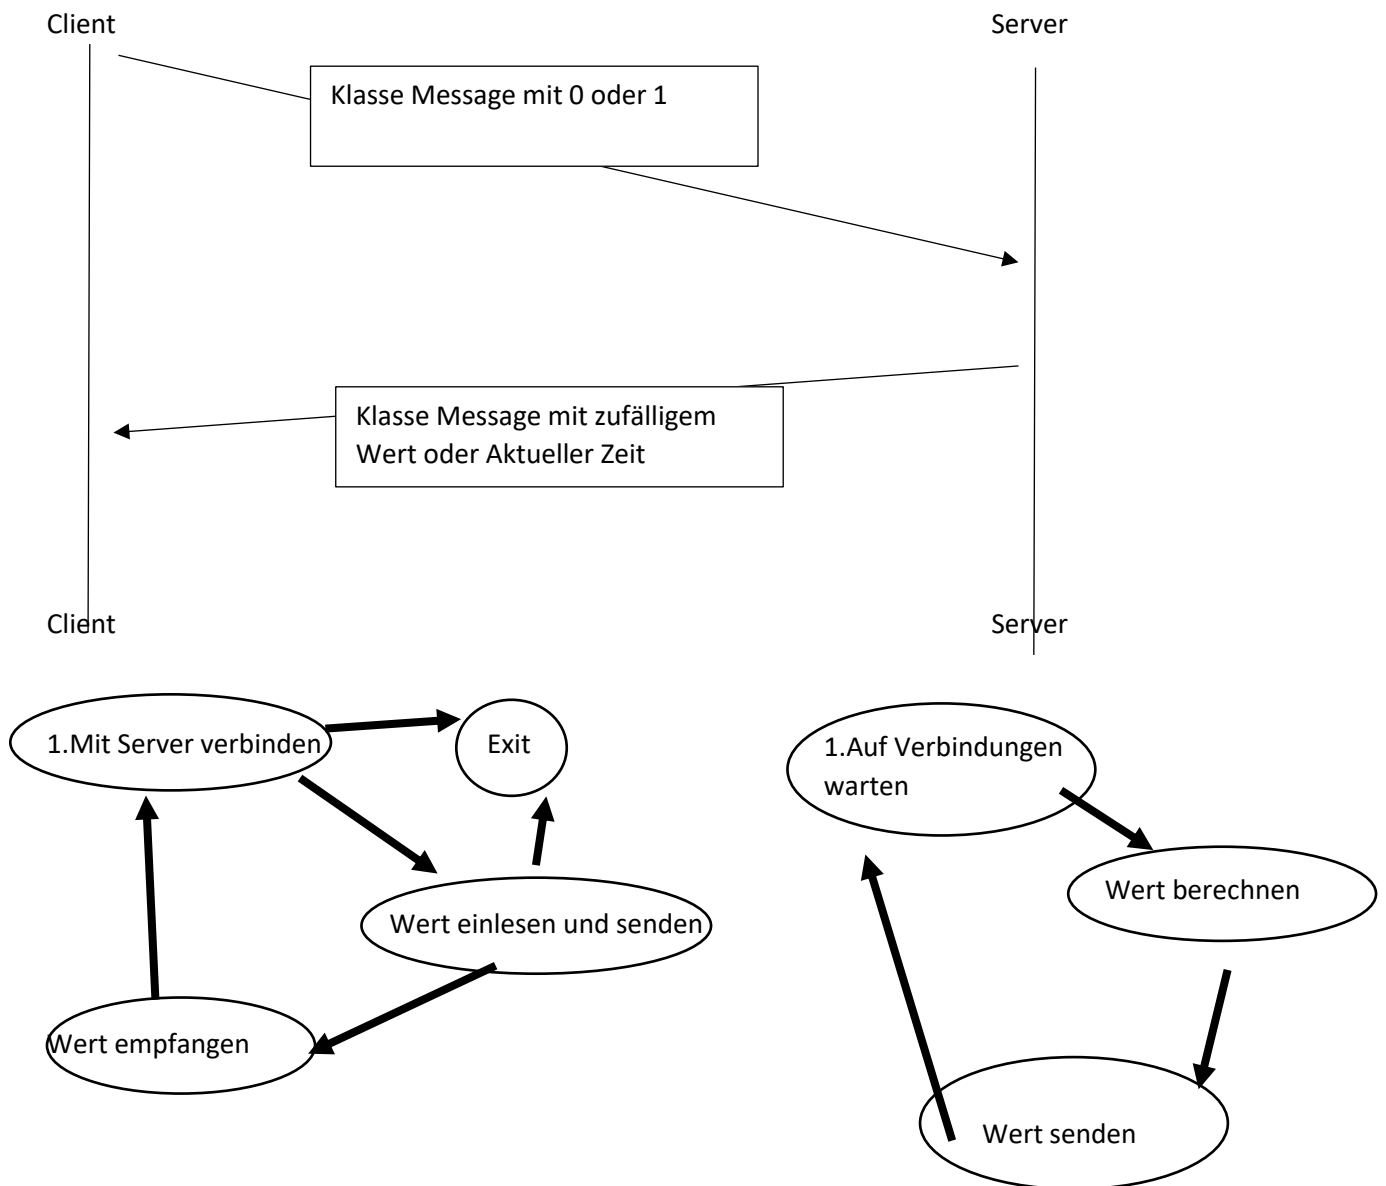 Client
Server
Klasse Message mit 0 oder 1
Klasse Message mit zufälligem
Wert oder Aktueller Zeit
Client
Server
1.Mit Server verbinden
Exit
1.Auf Verbindungen
warten
Wert berechnen
Wert einlesen und senden
Wert empfangen
Wert senden